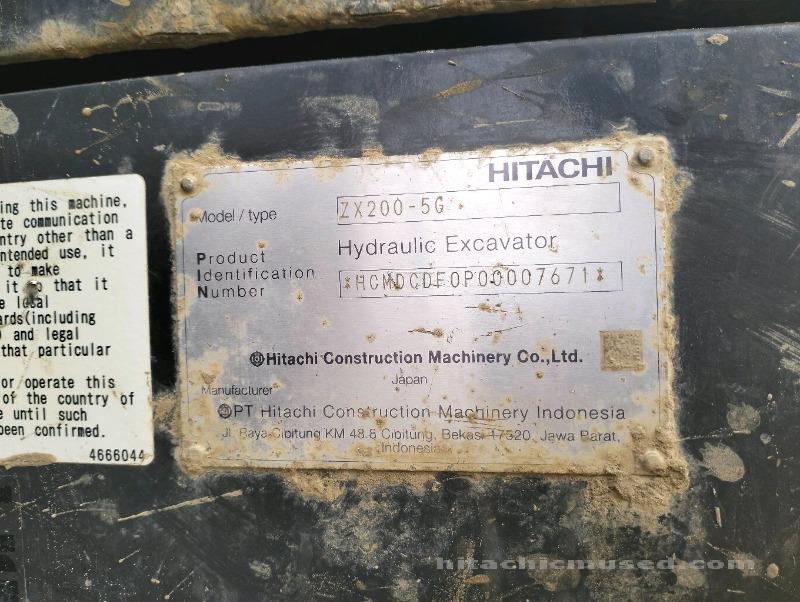 ing this machine,
te communication
ntry other than a
ntended use, it
to make
it so that it
e local
ards(including
) and legal
that particular
or operate this
of the country of
e until such
been confirmed.
4666044
HITACHI
Model / type ZX200-5G
Product Hydraulic Excavator
Identification
Number *HCMDCDF0P00007671*
Hitachi Construction Machinery Co.,Ltd.
Japan
Manufacturer
PT Hitachi Construction Machinery Indonesia
Jl. Raya Cibitung KM 48.8 Cibitung, Bekasi 17520, Jawa Barat,
Indonesia
hitachicmused.com